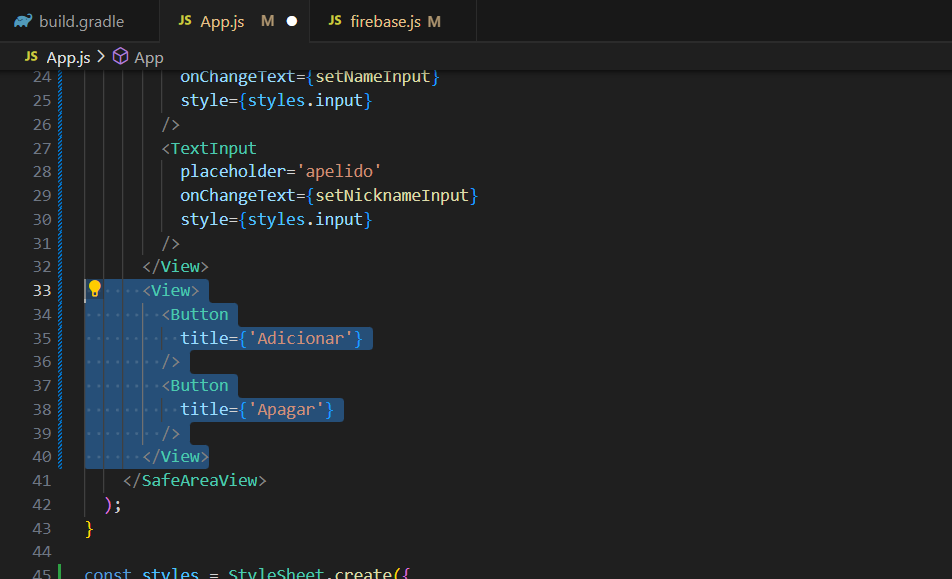 build.gradle
JS App.js M
JS firebase.js M
JS App.js > App
24 onChangeText={setNameInput}
25 style={styles.input}
26 />
27 <TextInput
28 placeholder='apelido'
29 onChangeText={setNicknameInput}
30 style={styles.input}
31 />
32 </View>
33 <View>
34 <Button
35 title={'Adicionar'}
36 />
37 <Button
38 title={'Apagar'}
39 />
40 </View>
41 </SafeAreaView>
42 );
43 }
44
45 const styles = StyleSheet.create({